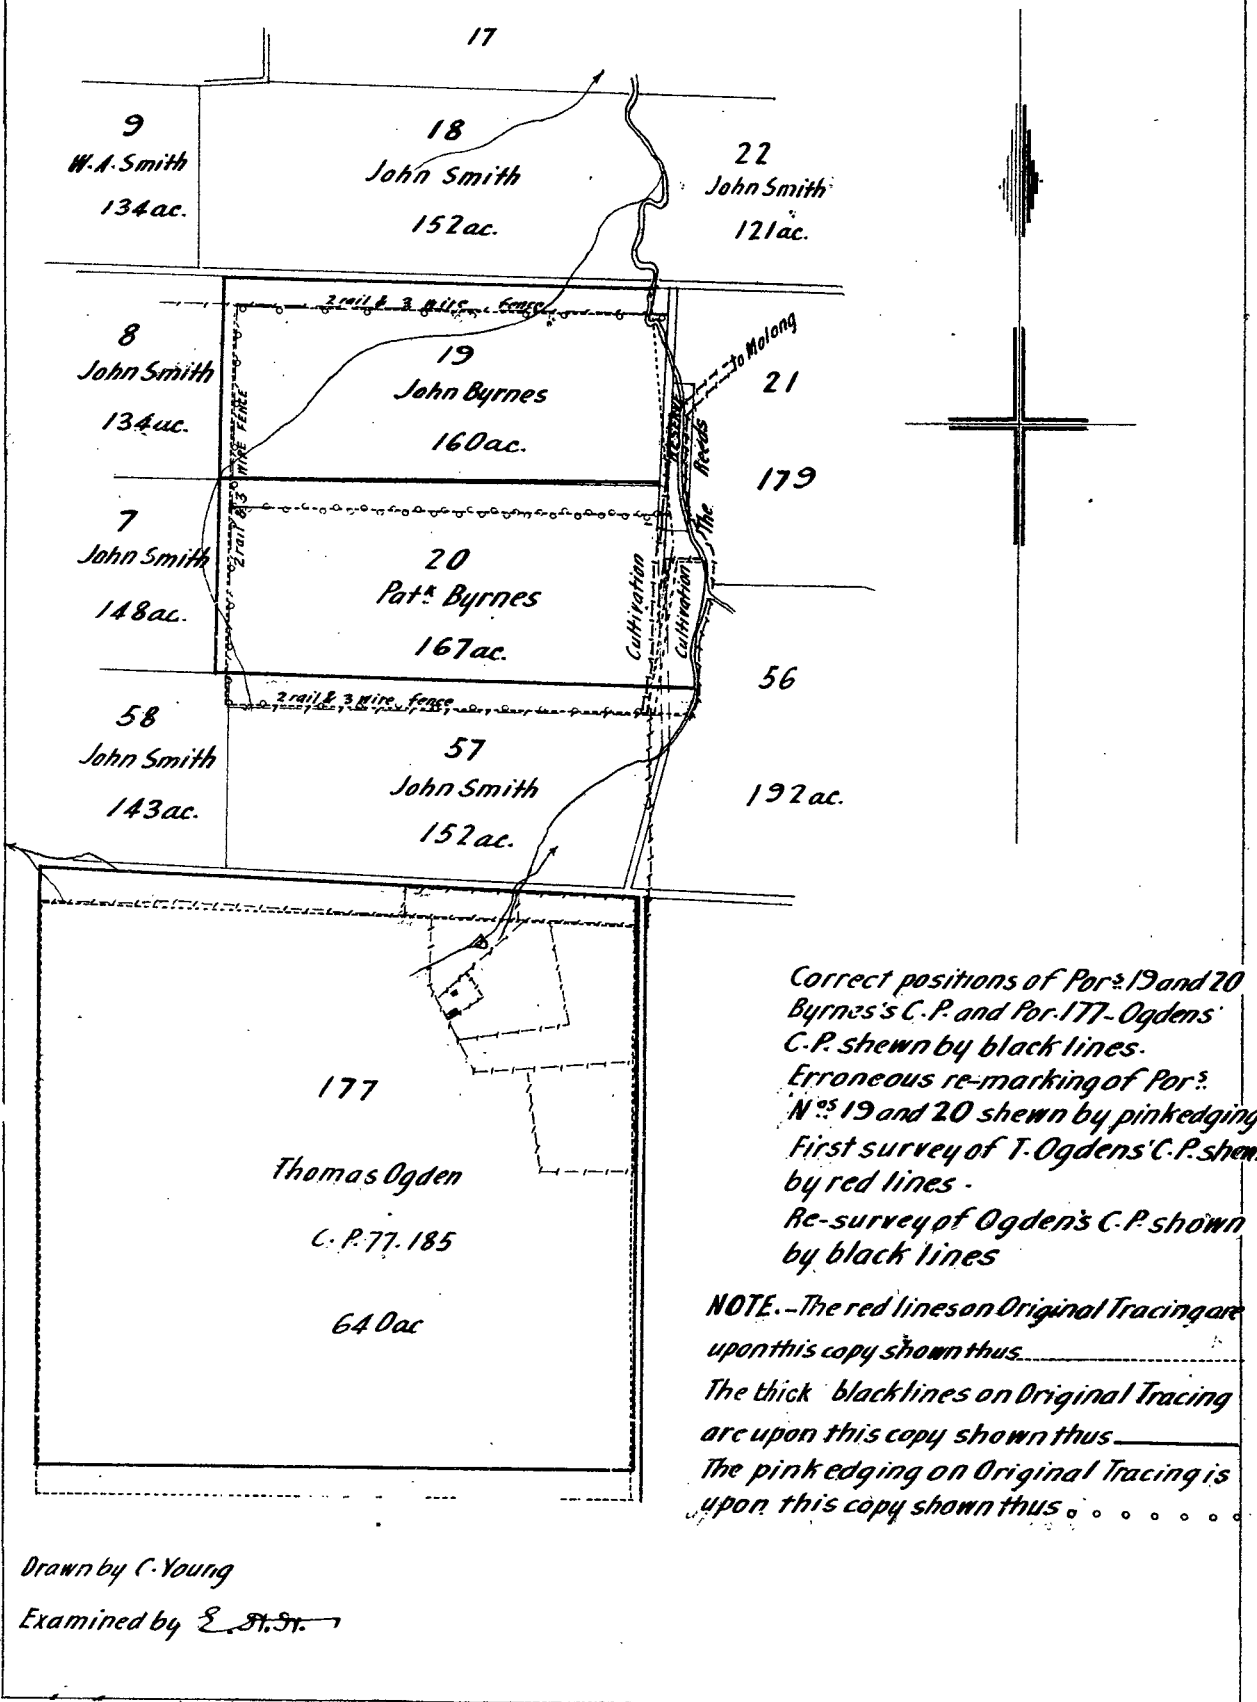 17
9
W.A. Smith
134ac.
18
John Smith
152ac.
22
John Smith
121ac.
2 rail & 3 wire fence
8
John Smith
134ac.
2 rail & 3 WIRE FENCE
19
John Byrnes
160ac.
to Molong
RESERVE
The Reeds
21
179
7
John Smith
148ac.
20
Patk. Byrnes
167ac.
Cultivation
Cultivation
56
192ac.
2 rail & 3 wire fence
58
John Smith
143ac.
57
John Smith
152ac.
177
Thomas Ogden
C.P.77.185
640ac
Correct positions of Pors. 19 and 20
Byrnes's C.P. and Por. 177-Ogdens'
C.P. shewn by black lines.
Erroneous re-marking of Pors.
Nos. 19 and 20 shewn by pink edging
First survey of T. Ogdens' C.P. shewn
by red lines.
Re-survey of Ogden's C.P. shown
by black lines
NOTE.-The red lines on Original Tracing are
upon this copy shown thus
The thick black lines on Original Tracing
are upon this copy shown thus
The pink edging on Original Tracing is
upon this copy shown thus
Drawn by C. Young
Examined by